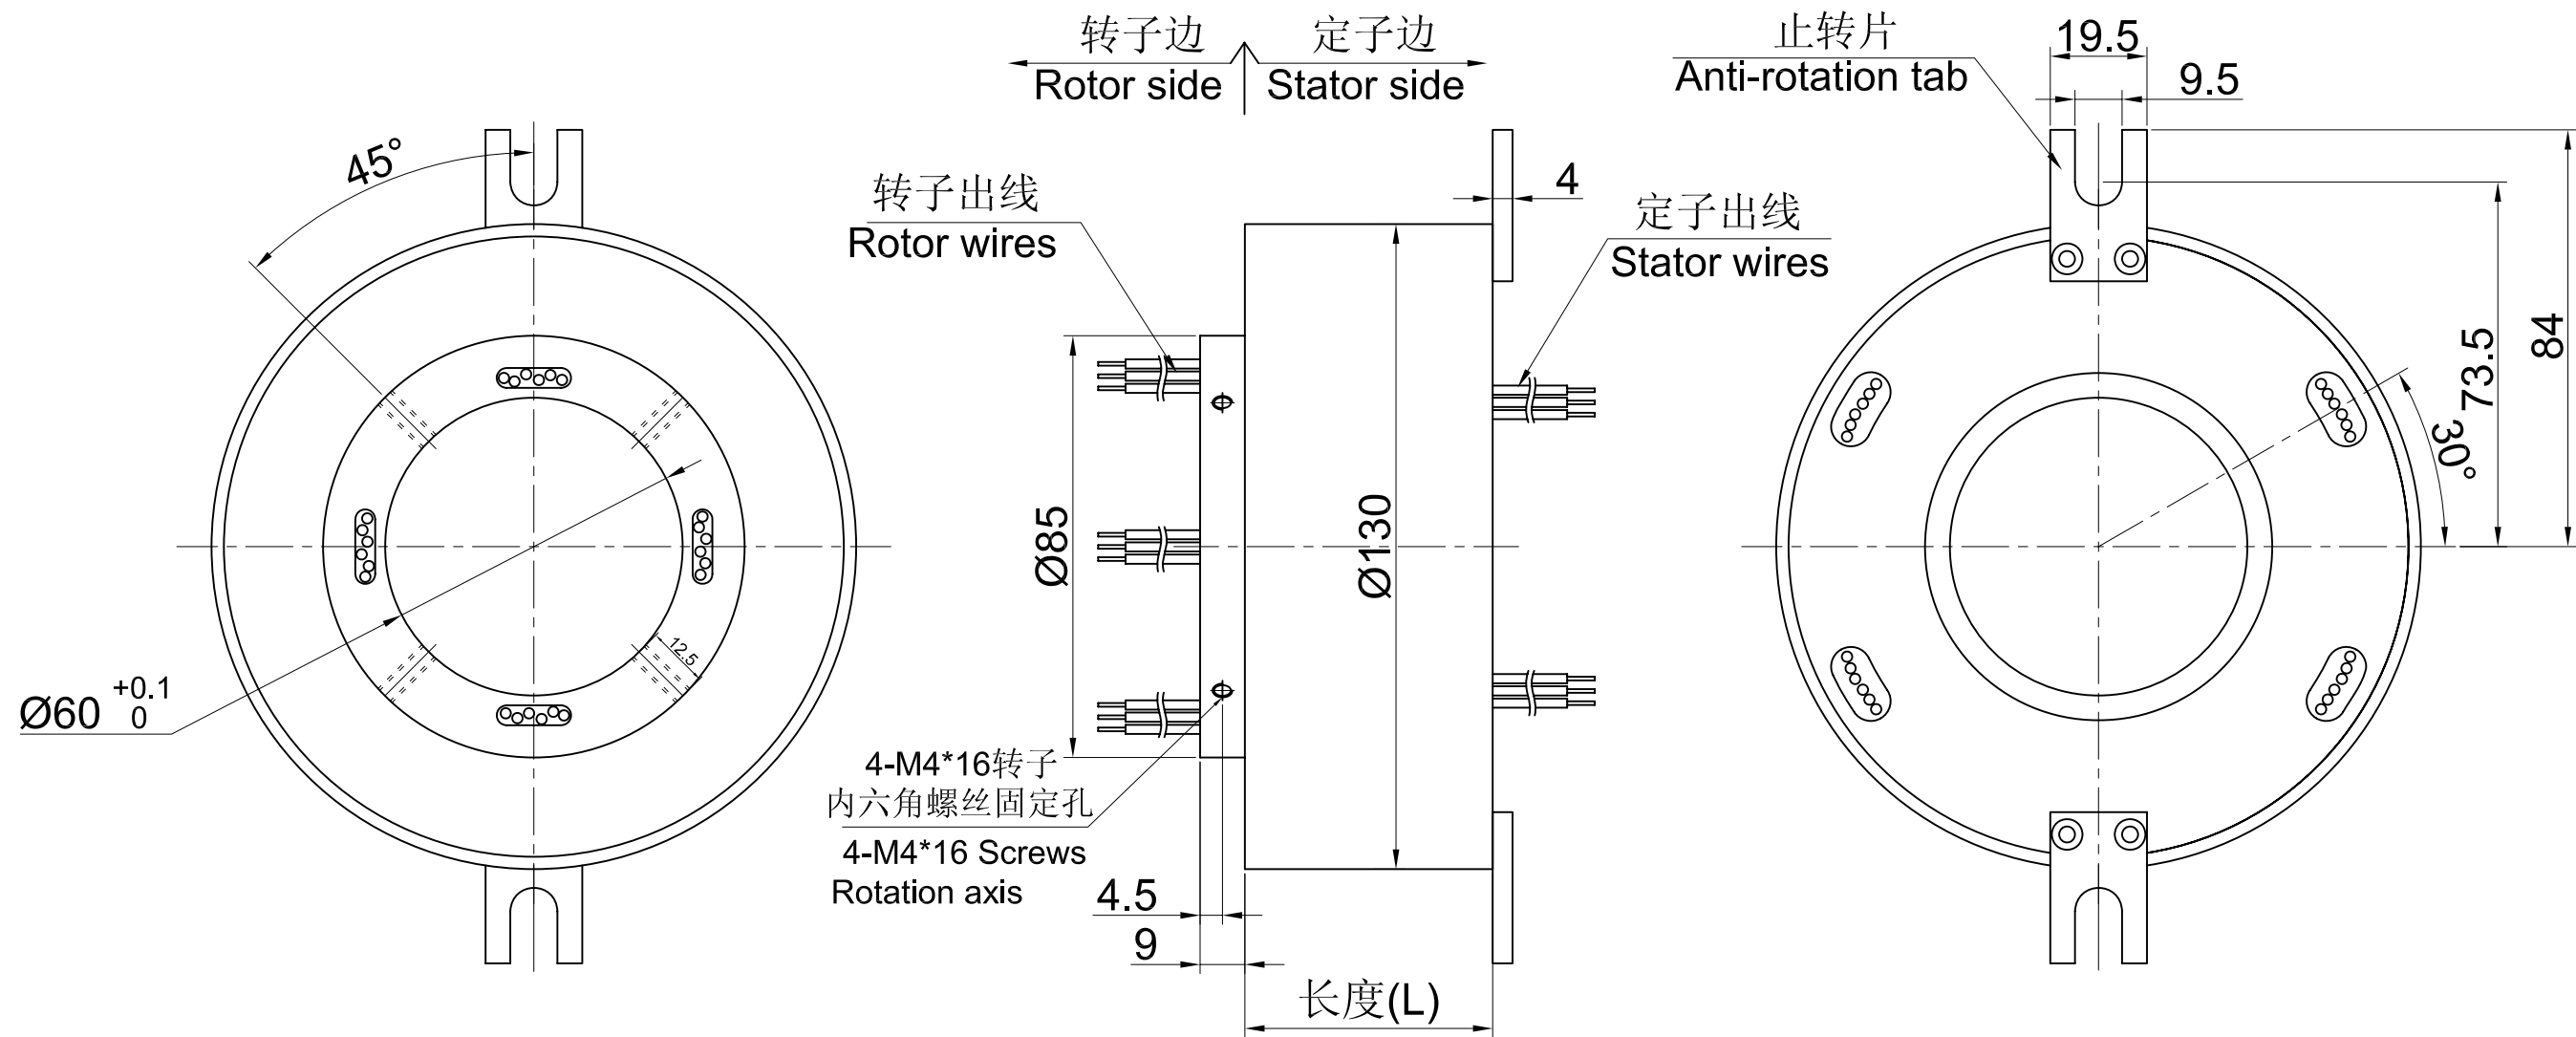 转子边
定子边
Rotor side
Stator side
止转片
Anti-rotation tab
19.5
9.5
45°
转子出线
Rotor wires
4
定子出线
Stator wires
84
73.5
30°
Ø85
Ø130
12.5
Ø60 +0.1
0
4-M4*16转子
内六角螺丝固定孔
4-M4*16 Screws
Rotation axis
4.5
9
长度(L)